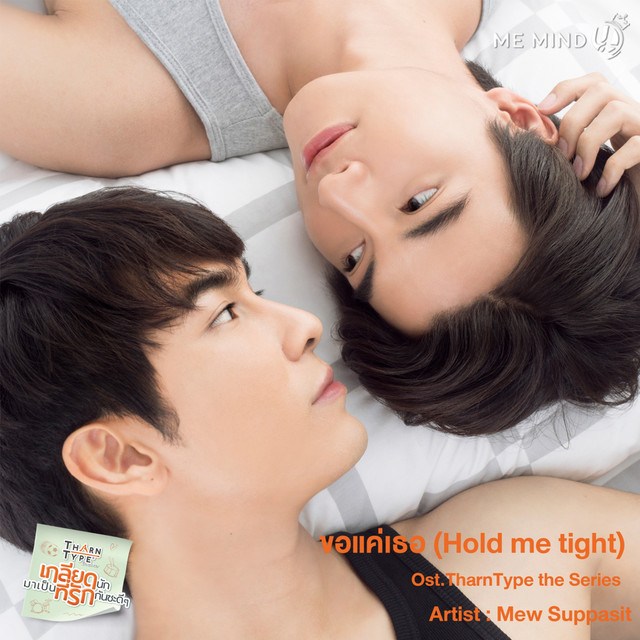 ME MIND Y
ขอแค่เธอ (Hold me tight)
Ost.TharnType the Series
Artist : Mew Suppasit
THARN
TYPE
เกลียดนัก
มาเป็นที่รักกันซะดีๆ